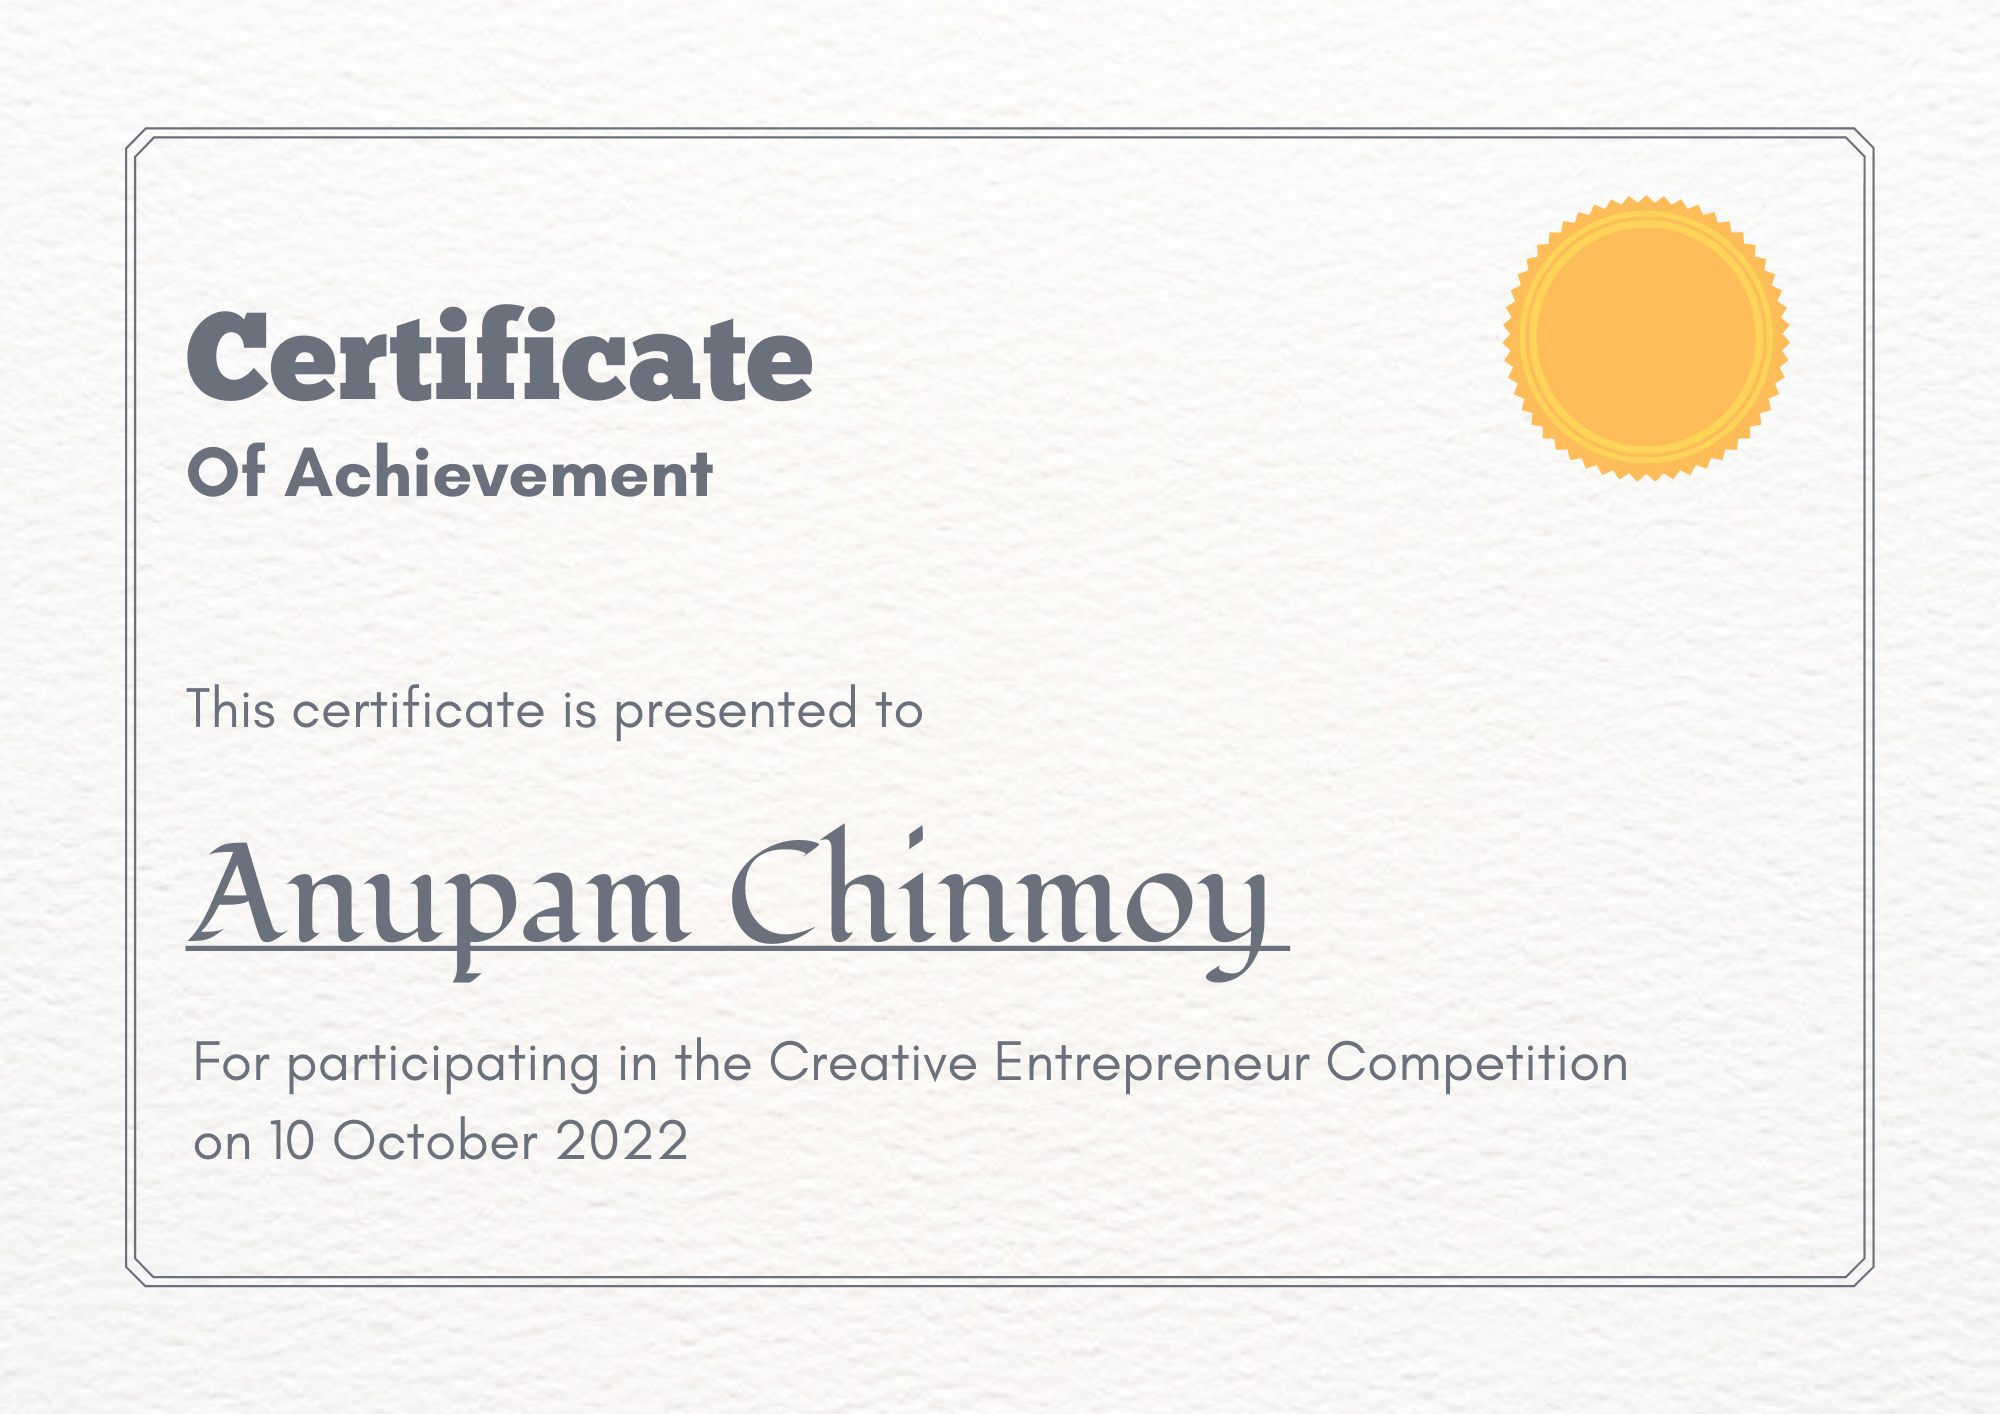 Certificate
Of Achievement
This certificate is presented to
Anupam Chinmoy
For participating in the Creative Entrepreneur Competition
on 10 October 2022